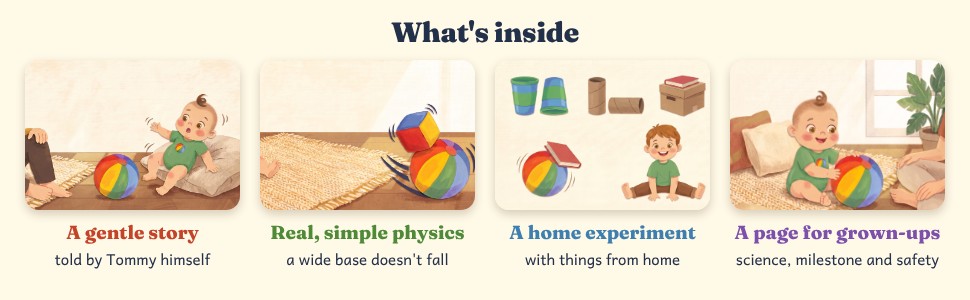 What's inside
A gentle story
told by Tommy himself
Real, simple physics
a wide base doesn't fall
A home experiment
with things from home
A page for grown-ups
science, milestone and safety